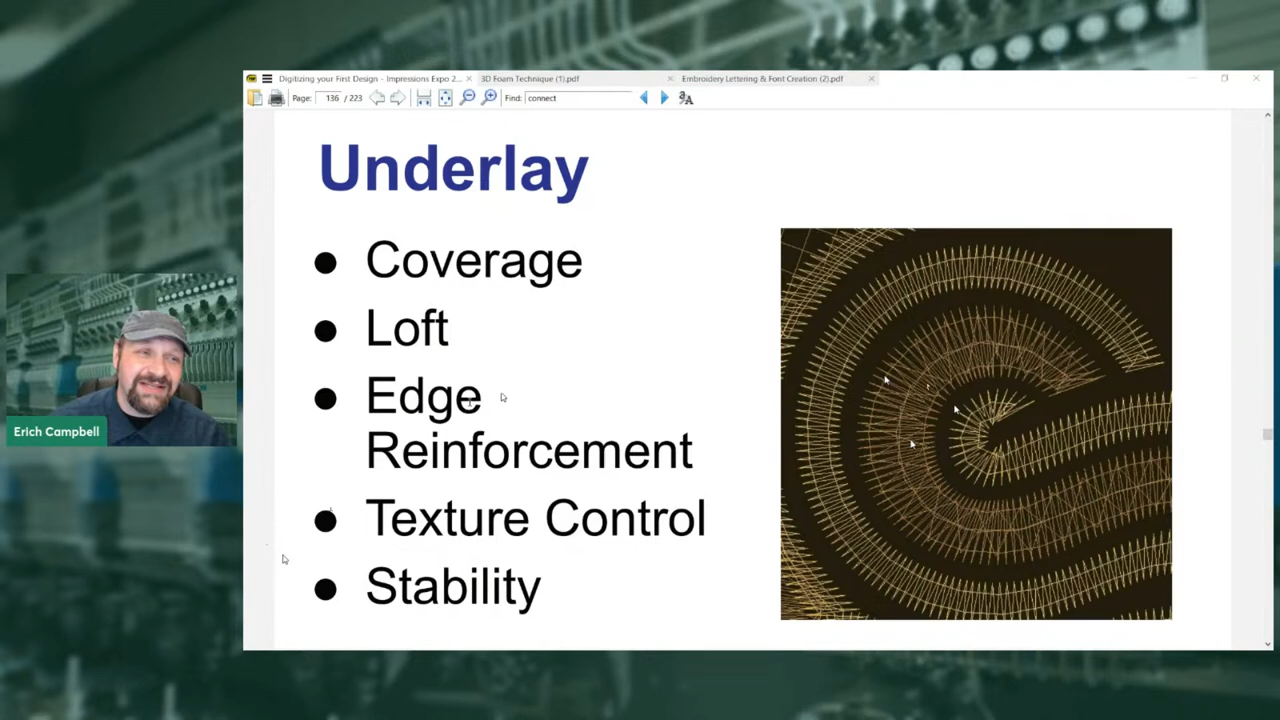 Digitizing your First Design - Impressions Expo 2...
3D Foam Technique (1).pdf
Embroidery Lettering & Font Creation (2).pdf
Page: 136 / 223
Find: connect
Underlay
● Coverage
● Loft
● Edge
Reinforcement
● Texture Control
● Stability
Erich Campbell